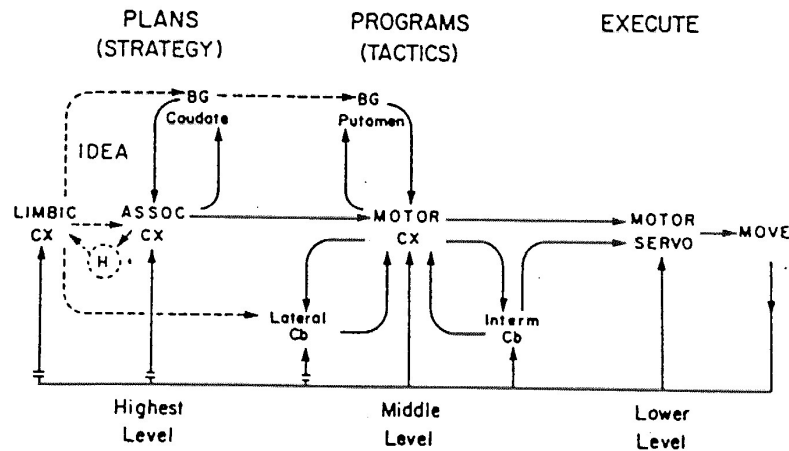 PLANS
(STRATEGY)
PROGRAMS
(TACTICS)
EXECUTE
BG
Caudate
BG
Putamen
IDEA
LIMBIC
CX
ASSOC
CX
H
MOTOR
CX
MOTOR
SERVO
MOVE
Lateral
Cb
Interm
Cb
Highest
Level
Middle
Level
Lower
Level